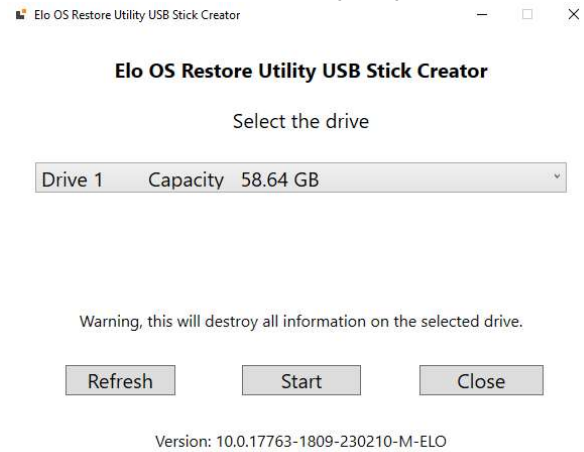 Elo OS Restore Utility USB Stick Creator
Elo OS Restore Utility USB Stick Creator
Select the drive
Drive 1 Capacity 58.64 GB
Warning, this will destroy all information on the selected drive.
Refresh Start Close
Version: 10.0.17763-1809-230210-M-ELO